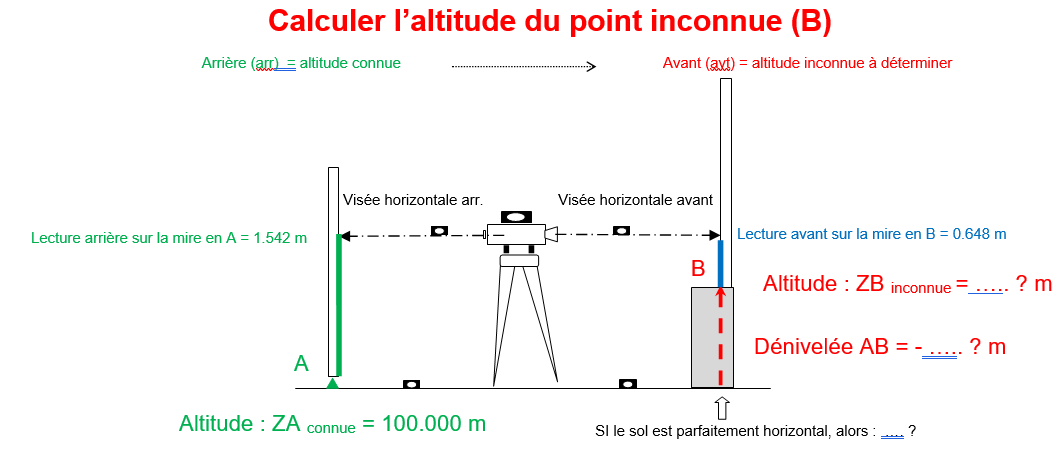 Calculer l’altitude du point inconnue (B)
Arrière (arr)  = altitude connue
Avant (avt) = altitude inconnue à déterminer
Visée horizontale arr.
Visée horizontale avant
Lecture arrière sur la mire en A = 1.542 m
Lecture avant sur la mire en B = 0.648 m
B
Altitude : ZB inconnue = ….. ? m
Dénivelée AB = - ….. ? m
A
Altitude : ZA connue = 100.000 m
SI le sol est parfaitement horizontal, alors : …. ?